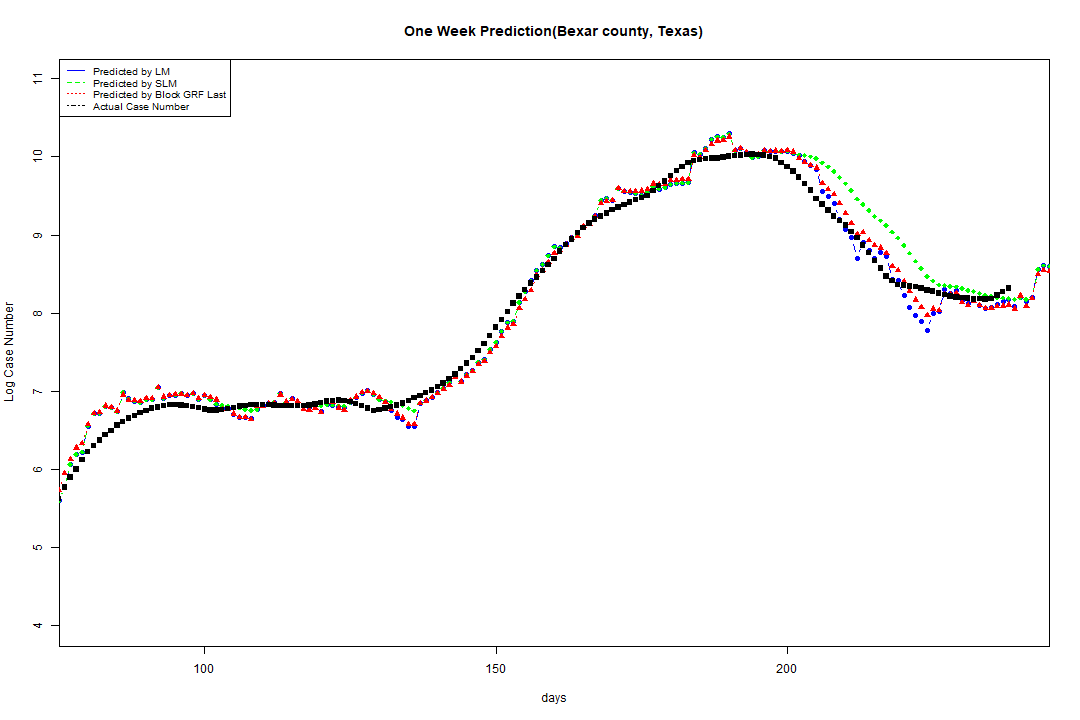 One Week Prediction(Bexar county, Texas)
Predicted by LM
Predicted by SLM
Predicted by Block GRF Last
Actual Case Number
11
10
9
8
7
6
5
4
Log Case Number
100 150 200
days